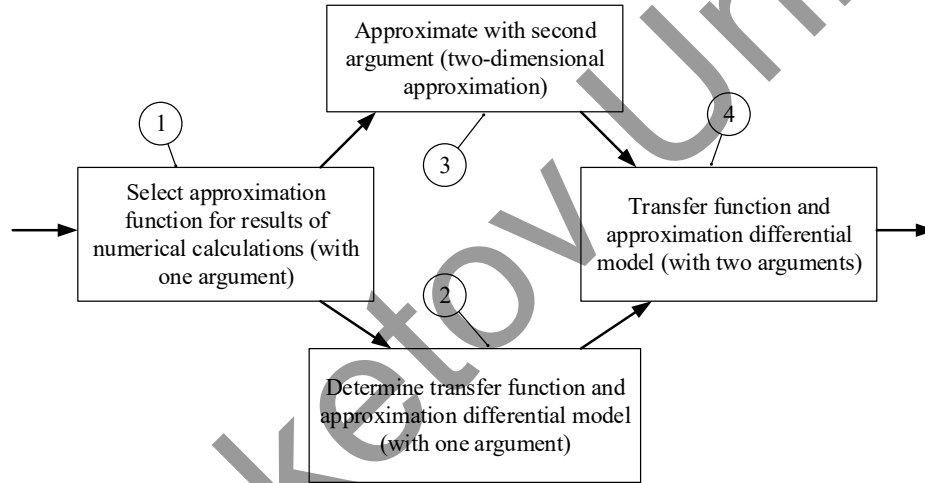 Approximate with second
argument (two-dimensional
approximation)
1
4
3
Select approximation
function for results of
numerical calculations (with
one argument)
Transfer function and
approximation differential
model (with two arguments)
2
Determine transfer function and
approximation differential model
(with one argument)
ketov Un